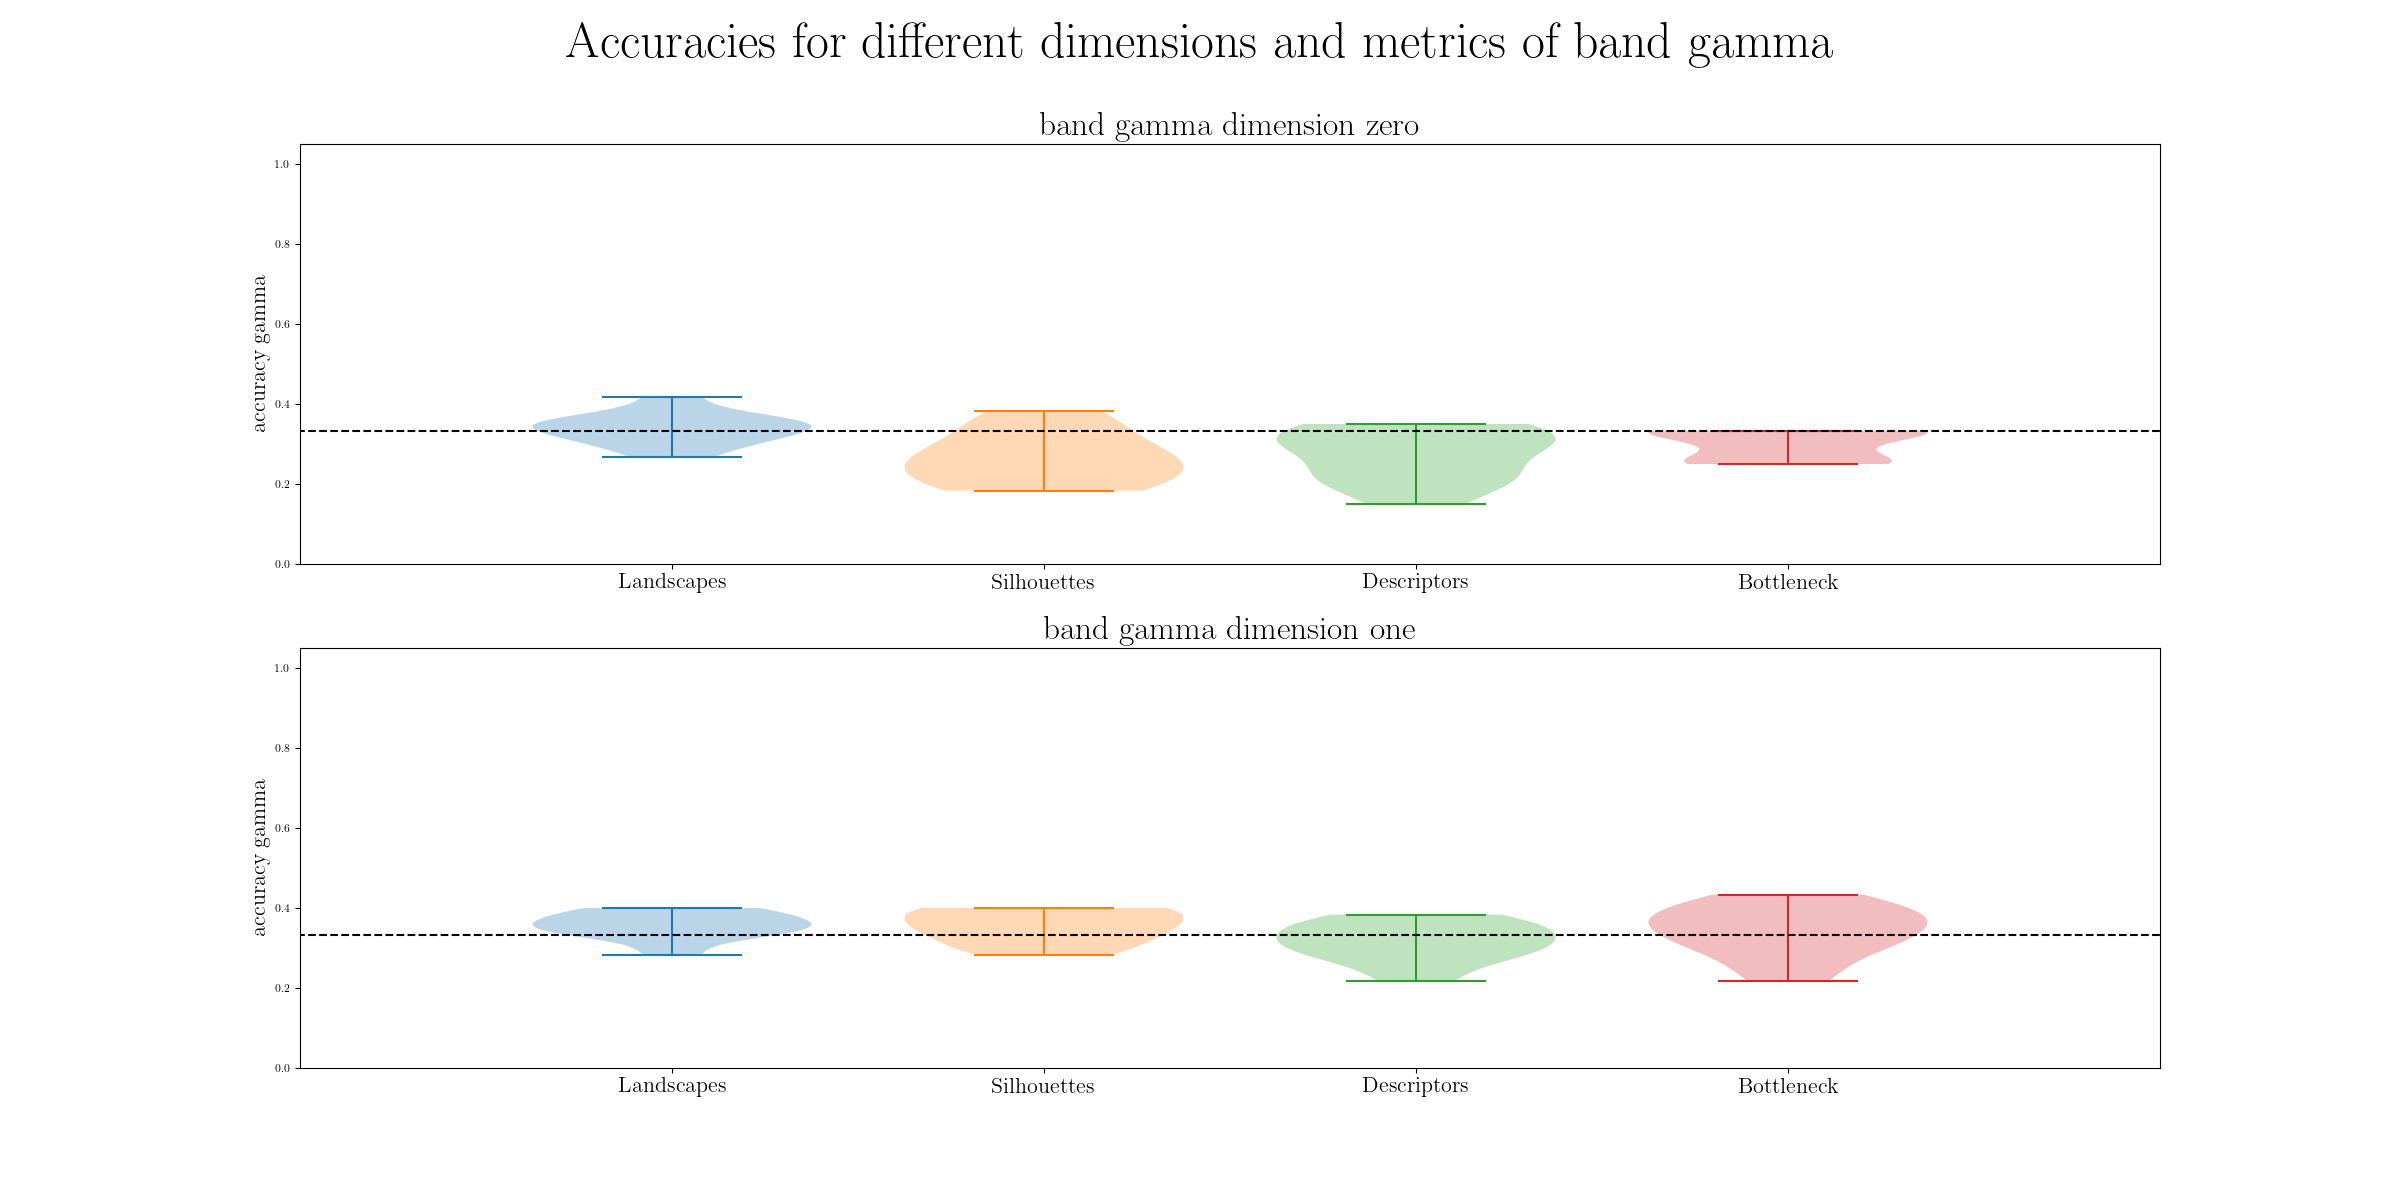 Accuracies for different dimensions and metrics of band gamma
band gamma dimension zero
accuracy gamma
1.0
0.8
0.6
0.4
0.2
0.0
Landscapes Silhouettes Descriptors Bottleneck
band gamma dimension one
accuracy gamma
1.0
0.8
0.6
0.4
0.2
0.0
Landscapes Silhouettes Descriptors Bottleneck